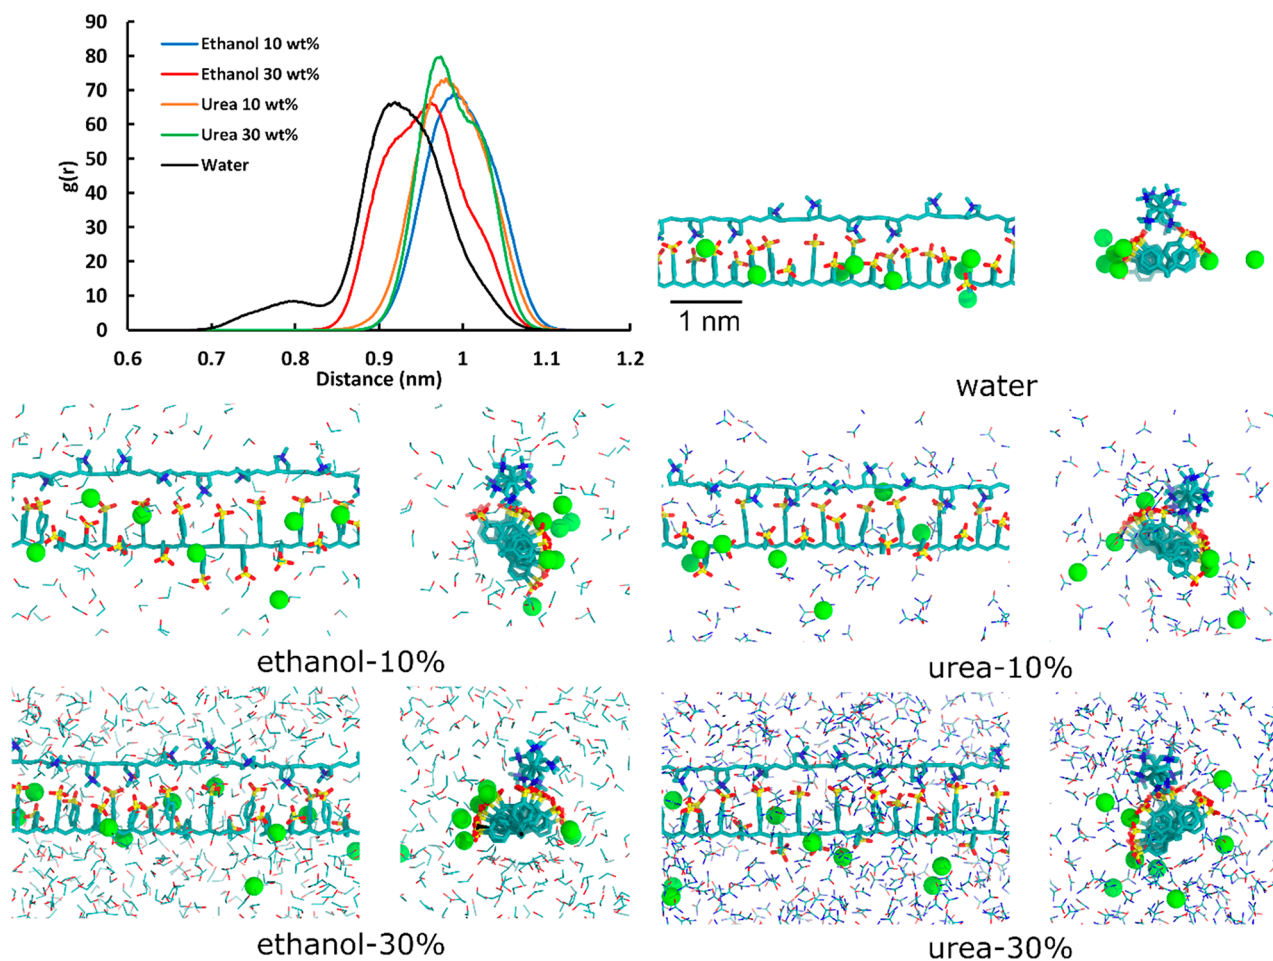 90
80
70
60
50
40
30
20
10
0
g(r)
Ethanol 10 wt%
Ethanol 30 wt%
Urea 10 wt%
Urea 30 wt%
Water
0.6 0.7 0.8 0.9 1 1.1 1.2
Distance (nm)
1 nm
water
ethanol-10%
urea-10%
ethanol-30%
urea-30%